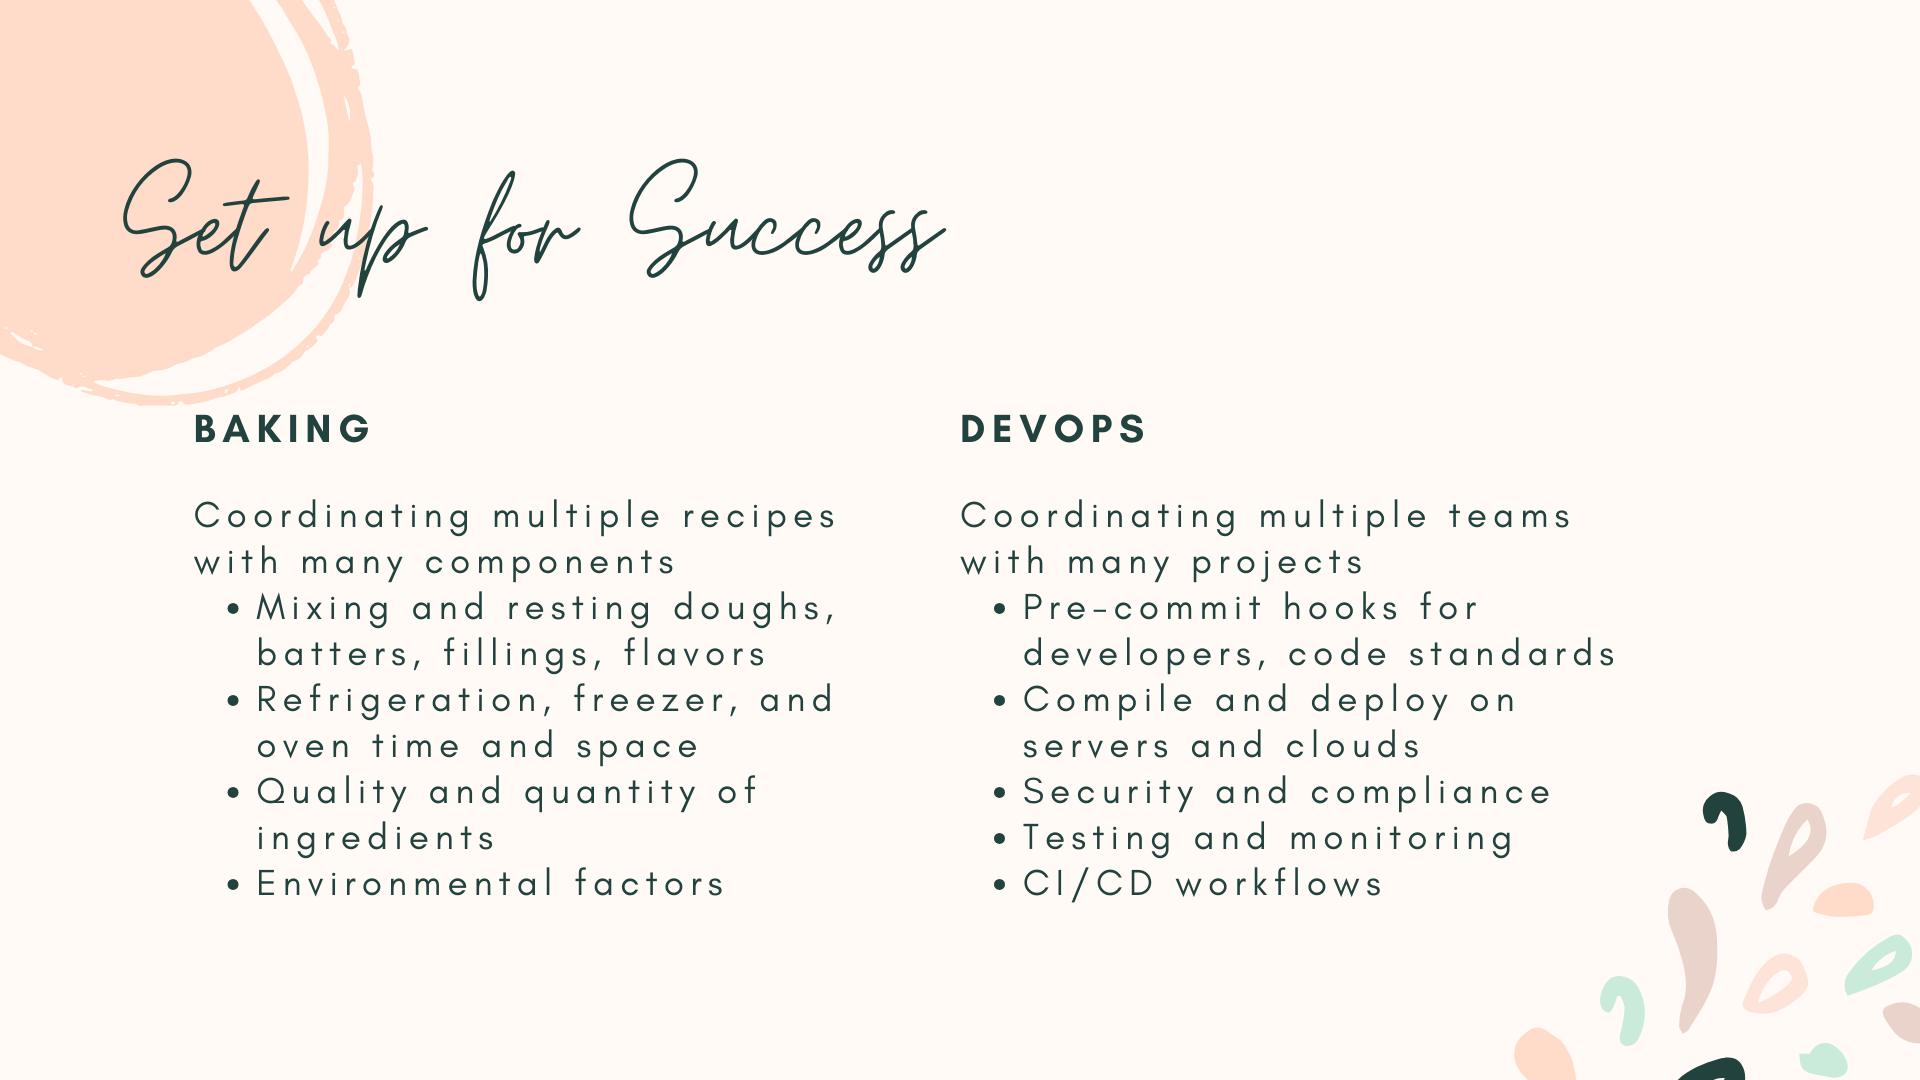 Set up for Success
BAKING
Coordinating multiple recipes
with many components
• Mixing and resting doughs,
batters, fillings, flavors
• Refrigeration, freezer, and
oven time and space
• Quality and quantity of
ingredients
• Environmental factors
DEVOPS
Coordinating multiple teams
with many projects
• Pre-commit hooks for
developers, code standards
• Compile and deploy on
servers and clouds
• Security and compliance
• Testing and monitoring
• CI/CD workflows